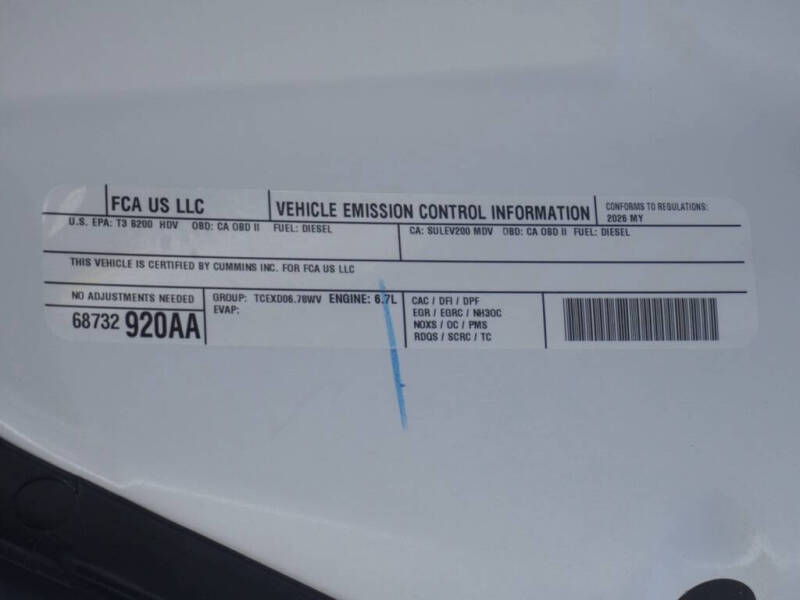 FCA US LLC
VEHICLE EMISSION CONTROL INFORMATION
CONFORMS TO REGULATIONS:
2026 MY
U.S. EPA: T3 B200 HDV OBD: CA OBD II FUEL: DIESEL
CA: SULEV200 MDV OBD: CA OBD II FUEL: DIESEL
THIS VEHICLE IS CERTIFIED BY CUMMINS INC. FOR FCA US LLC
NO ADJUSTMENTS NEEDED
68732 920AA
GROUP: TCEXD06.78WV ENGINE: 6.7L
EVAP:
CAC / DFI / DPF
EGR / EGRC / NH3OC
NOXS / OC / PMS
RDQS / SCRC / TC